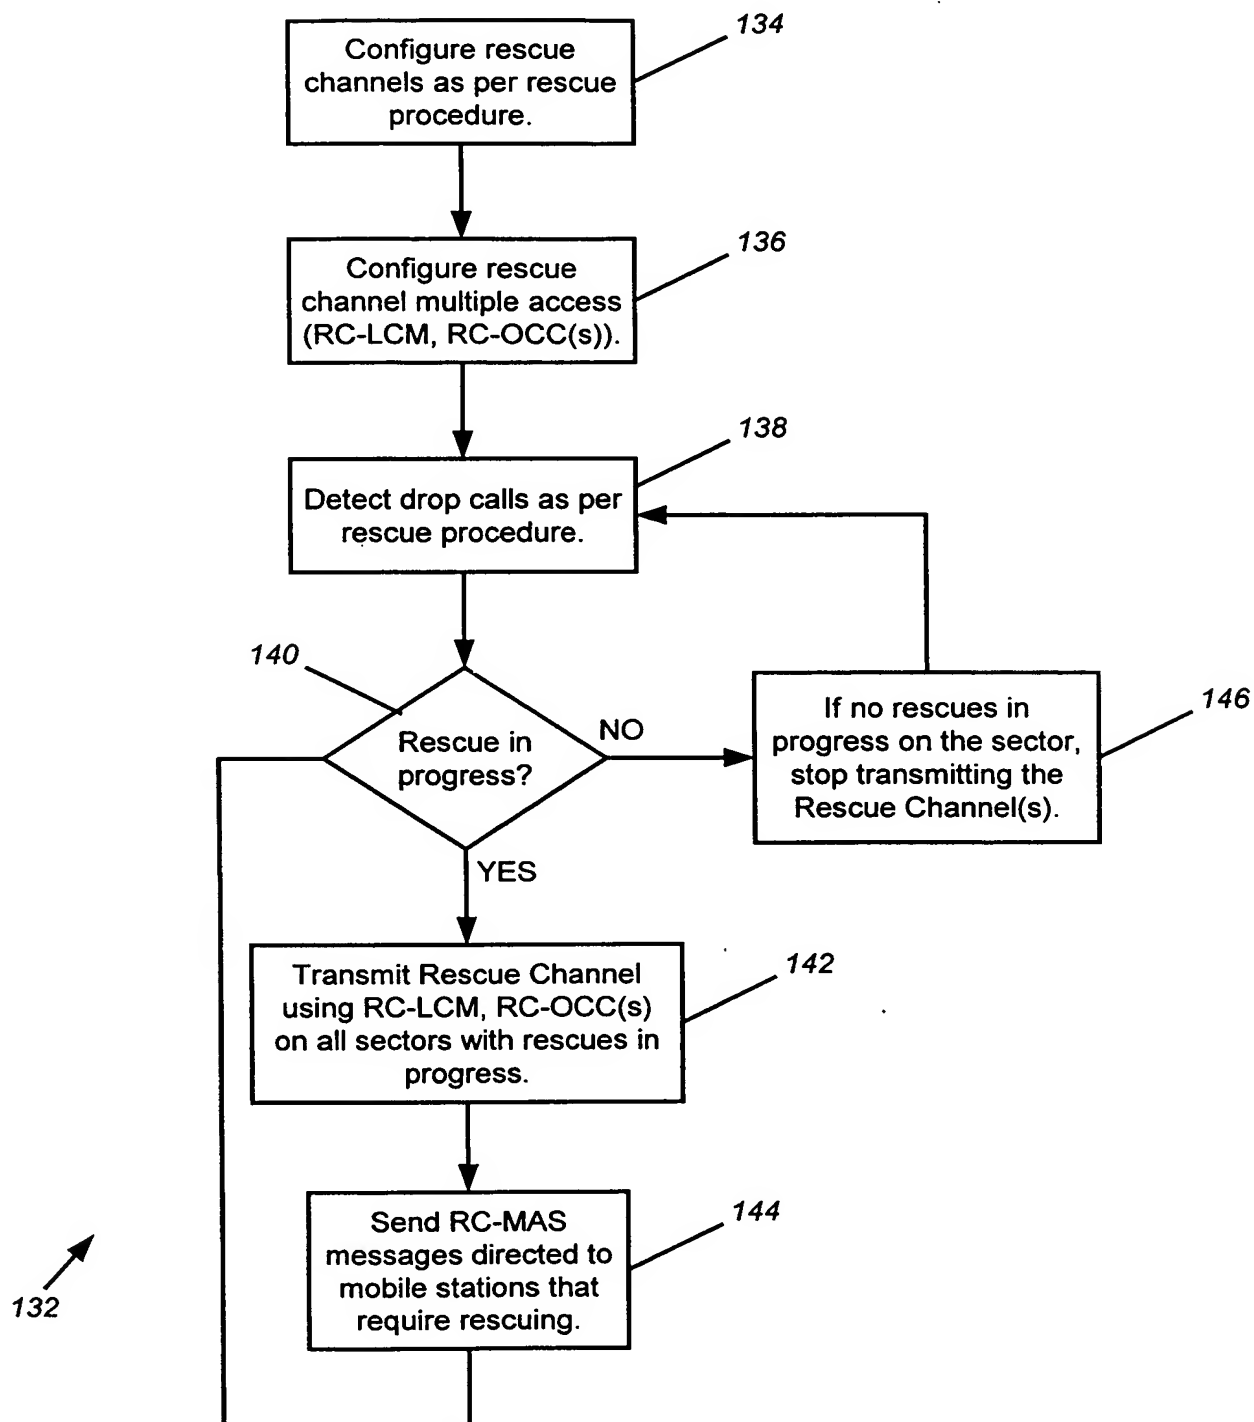 134
Configure rescue
channels as per rescue
procedure.
136
Configure rescue
channel multiple access
(RC-LCM, RC-OCC(s)).
138
Detect drop calls as per
rescue procedure.
140
Rescue in
progress?
NO
146
If no rescues in
progress on the sector,
stop transmitting the
Rescue Channel(s).
YES
142
Transmit Rescue Channel
using RC-LCM, RC-OCC(s)
on all sectors with rescues in
progress.
144
Send RC-MAS
messages directed to
mobile stations that
require rescuing.
132